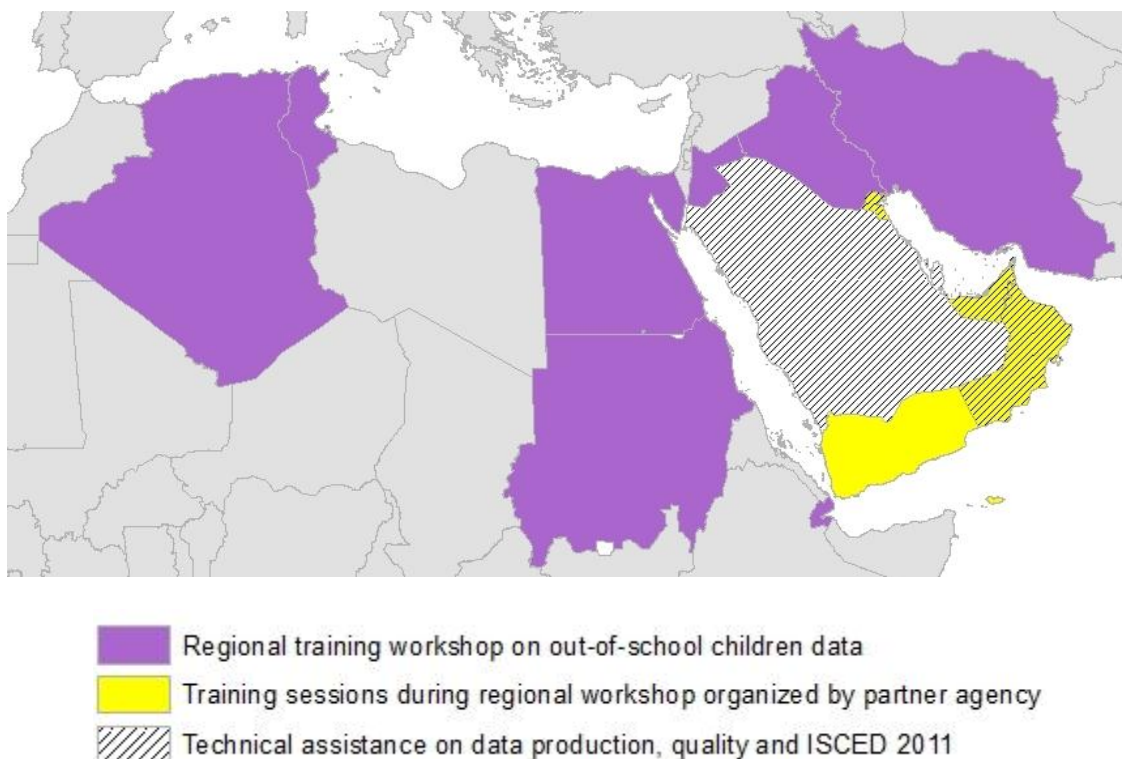 Regional training workshop on out-of-school children data
Training sessions during regional workshop organized by partner agency
Technical assistance on data production, quality and ISCED 2011